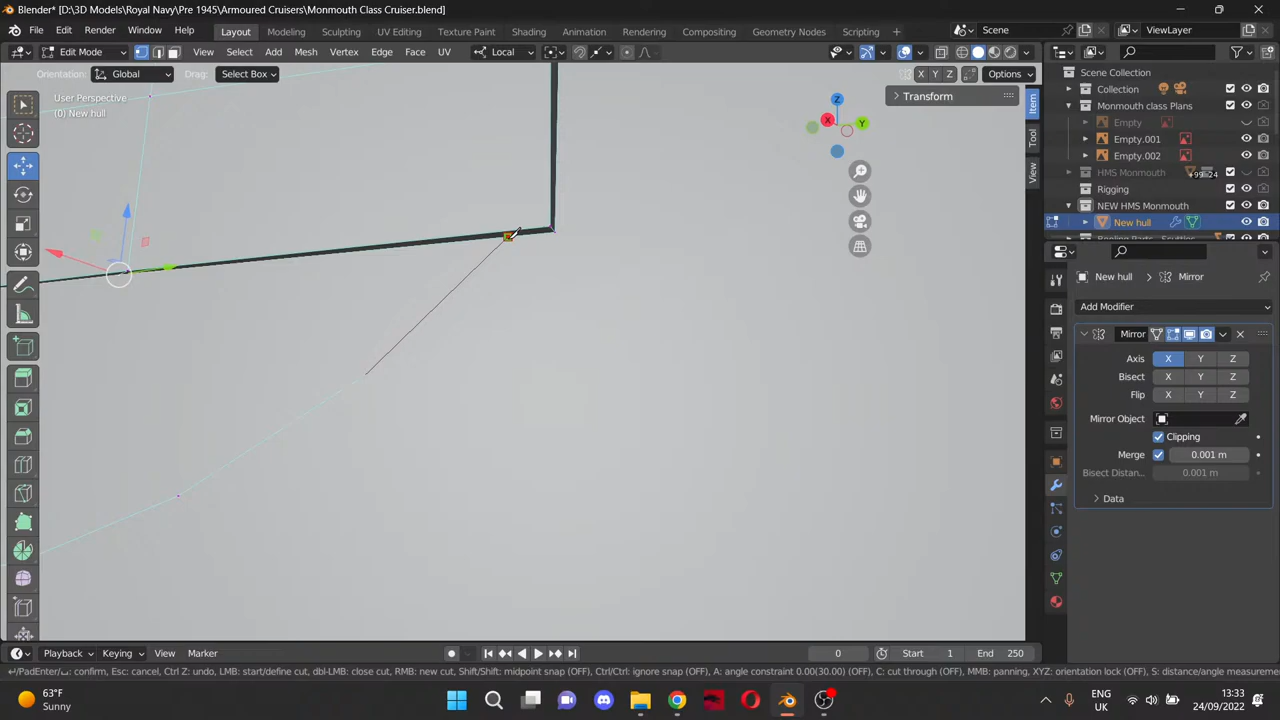 Blender* [D:\3D Models\Royal Navy\Pre 1945\Armoured Cruisers\Monmouth Class Cruiser.blend]
File Edit Render Window Help Layout Modeling Sculpting UV Editing Texture Paint Shading Animation Rendering Compositing Geometry Nodes Scripting Scene ViewLayer
Edit Mode View Select Add Mesh Vertex Edge Face UV Local
Orientation: Global Drag: Select Box X Y Z Options
Scene Collection
Collection
Monmouth class Plans
Empty
Empty.001
Empty.002
HMS Monmouth +99 24
Rigging
NEW HMS Monmouth
New hull
User Perspective
(0) New hull
Transform
Z
X
Y
Item
Tool
View
New hull Mirror
Add Modifier
Mirror
Axis X Y Z
Bisect X Y Z
Flip X Y Z
Mirror Object
Clipping
Merge 0.001 m
Bisect Distan... 0.001 m
Data
Playback Keying View Marker 0 Start 1 End 250
Esc: cancel, Ctrl Z: undo, LMB: start/define cut, dbl-LMB: close cut, RMB: new cut, Shift/Shift: midpoint snap (OFF), Ctrl/Ctrl: ignore snap (OFF), A: angle constraint 0.00(30.00) (OFF), C: cut through (OFF), MMB: panning, XYZ: orientation lock (OFF), S: distance/angle measurem
63°F
Sunny
ENG
UK
13:33
24/09/2022